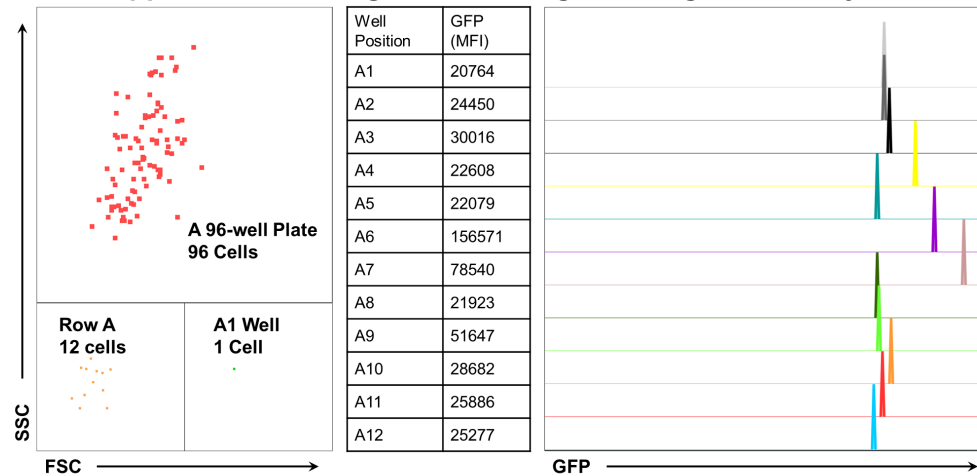 A 96-well Plate
96 Cells
Row A
12 cells
A1 Well
1 Cell
SSC
FSC
Well Position GFP (MFI)
A1 20764
A2 24450
A3 30016
A4 22608
A5 22079
A6 156571
A7 78540
A8 21923
A9 51647
A10 28682
A11 25886
A12 25277
GFP